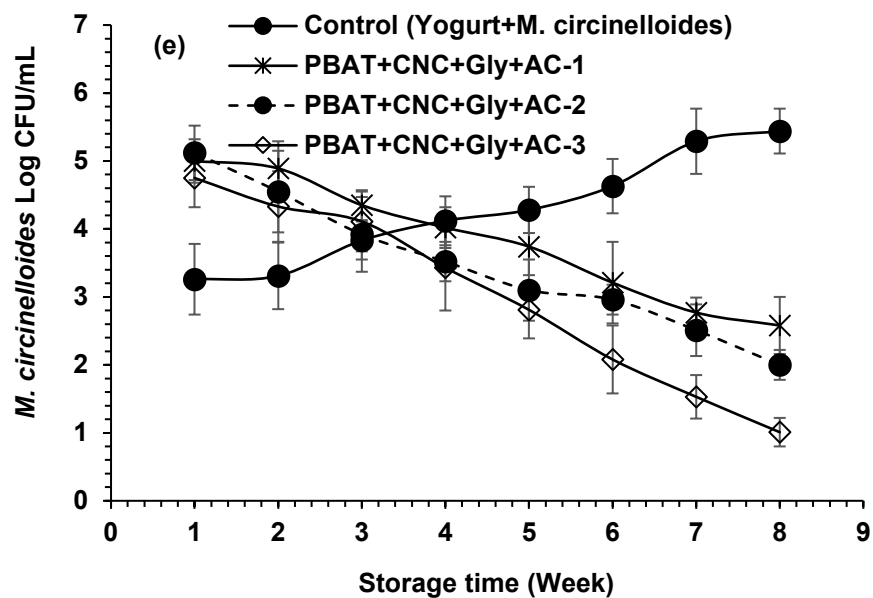 (e)
Control (Yogurt+M. circinelloides)
PBAT+CNC+Gly+AC-1
PBAT+CNC+Gly+AC-2
PBAT+CNC+Gly+AC-3
M. circinelloides Log CFU/mL
7
6
5
4
3
2
1
0
0 1 2 3 4 5 6 7 8 9
Storage time (Week)